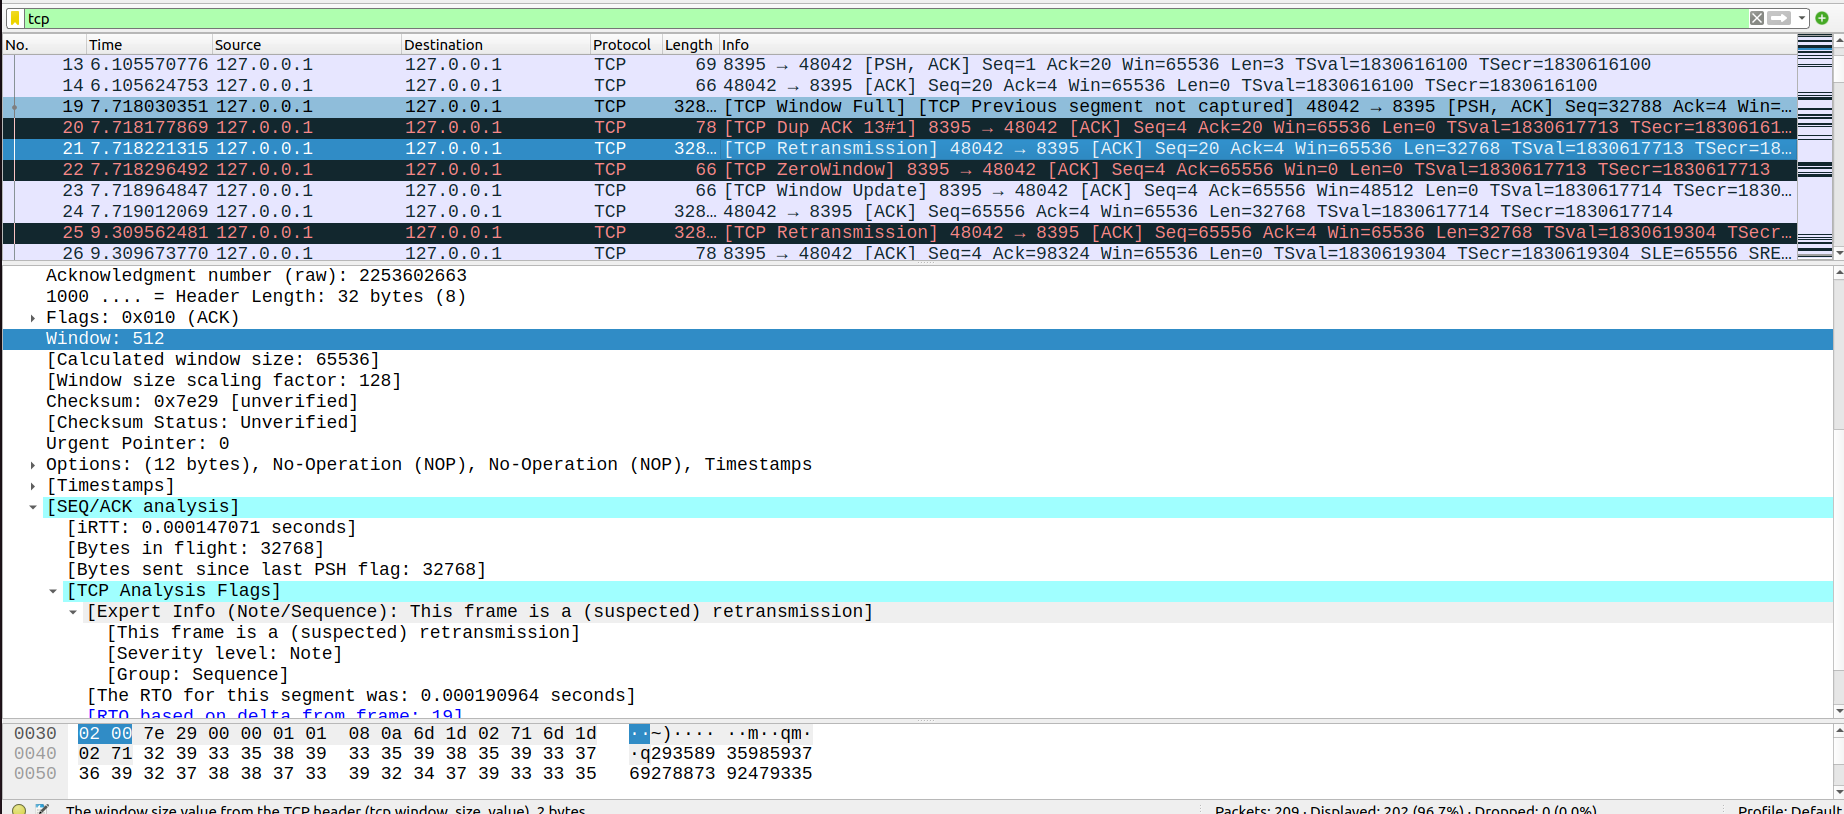 tcp
No. Time Source Destination Protocol Length Info
13 6.105570776 127.0.0.1 127.0.0.1 TCP 69 8395 → 48042 [PSH, ACK] Seq=1 Ack=20 Win=65536 Len=3 TSval=1830616100 TSecr=1830616100
14 6.105624753 127.0.0.1 127.0.0.1 TCP 66 48042 → 8395 [ACK] Seq=20 Ack=4 Win=65536 Len=0 TSval=1830616100 TSecr=1830616100
19 7.718030351 127.0.0.1 127.0.0.1 TCP 328… [TCP Window Full] [TCP Previous segment not captured] 48042 → 8395 [PSH, ACK] Seq=32788 Ack=4 Win=…
20 7.718177869 127.0.0.1 127.0.0.1 TCP 78 [TCP Dup ACK 13#1] 8395 → 48042 [ACK] Seq=4 Ack=20 Win=65536 Len=0 TSval=1830617713 TSecr=18306161…
21 7.718221315 127.0.0.1 127.0.0.1 TCP 328… [TCP Retransmission] 48042 → 8395 [ACK] Seq=20 Ack=4 Win=65536 Len=32768 TSval=1830617713 TSecr=18…
22 7.718296492 127.0.0.1 127.0.0.1 TCP 66 [TCP ZeroWindow] 8395 → 48042 [ACK] Seq=4 Ack=65556 Win=0 Len=0 TSval=1830617713 TSecr=1830617713
23 7.718964847 127.0.0.1 127.0.0.1 TCP 66 [TCP Window Update] 8395 → 48042 [ACK] Seq=4 Ack=65556 Win=48512 Len=0 TSval=1830617714 TSecr=1830…
24 7.719012069 127.0.0.1 127.0.0.1 TCP 328… 48042 → 8395 [ACK] Seq=65556 Ack=4 Win=65536 Len=32768 TSval=1830617714 TSecr=1830617714
25 9.309562481 127.0.0.1 127.0.0.1 TCP 328… [TCP Retransmission] 48042 → 8395 [ACK] Seq=65556 Ack=4 Win=65536 Len=32768 TSval=1830619304 TSecr…
26 9.309673770 127.0.0.1 127.0.0.1 TCP 78 8395 → 48042 [ACK] Seq=4 Ack=98324 Win=65536 Len=0 TSval=1830619304 TSecr=1830619304 SLE=65556 SRE…
Acknowledgment number (raw): 2253602663
1000 .... = Header Length: 32 bytes (8)
Flags: 0x010 (ACK)
Window: 512
[Calculated window size: 65536]
[Window size scaling factor: 128]
Checksum: 0x7e29 [unverified]
[Checksum Status: Unverified]
Urgent Pointer: 0
Options: (12 bytes), No-Operation (NOP), No-Operation (NOP), Timestamps
[Timestamps]
[SEQ/ACK analysis]
[iRTT: 0.000147071 seconds]
[Bytes in flight: 32768]
[Bytes sent since last PSH flag: 32768]
[TCP Analysis Flags]
[Expert Info (Note/Sequence): This frame is a (suspected) retransmission]
[This frame is a (suspected) retransmission]
[Severity level: Note]
[Group: Sequence]
[The RTO for this segment was: 0.000190964 seconds]
[RTO based on delta from frame: 19]
0030 02 00 7e 29 00 00 01 01 08 0a 6d 1d 02 71 6d 1d ··~)···· ··m··qm·
0040 02 71 32 39 33 35 38 39 33 35 39 38 35 39 33 37 ·q293589 35985937
0050 36 39 32 37 38 38 37 33 39 32 34 37 39 33 33 35 69278873 92479335
The window size value from the TCP header (tcp.window_size_value), 2 bytes Packets: 209 · Displayed: 202 (96.7%) · Dropped: 0 (0.0%) Profile: Default